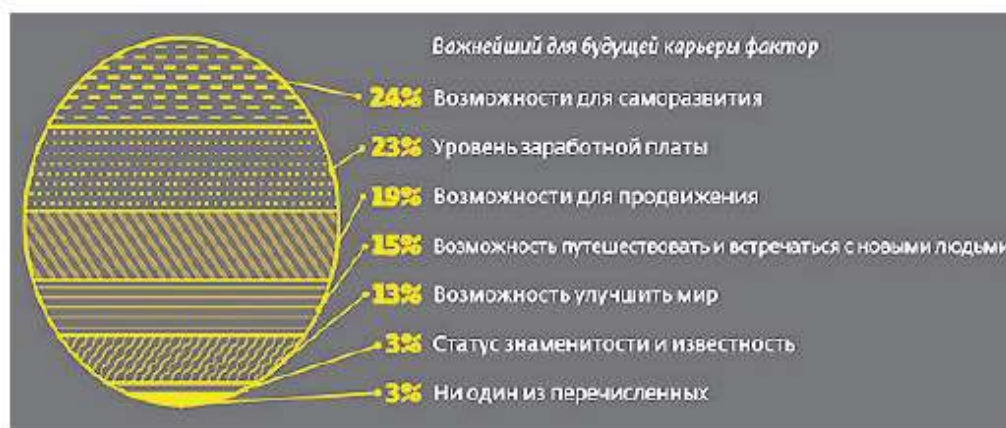 Важнейший для будущей карьеры фактор
24% Возможности для саморазвития
23% Уровень заработной платы
19% Возможности для продвижения
15% Возможность путешествовать и встречаться с новыми людьми
13% Возможность улучшить мир
3% Статус знаменитости и известность
3% Ни один из перечисленных